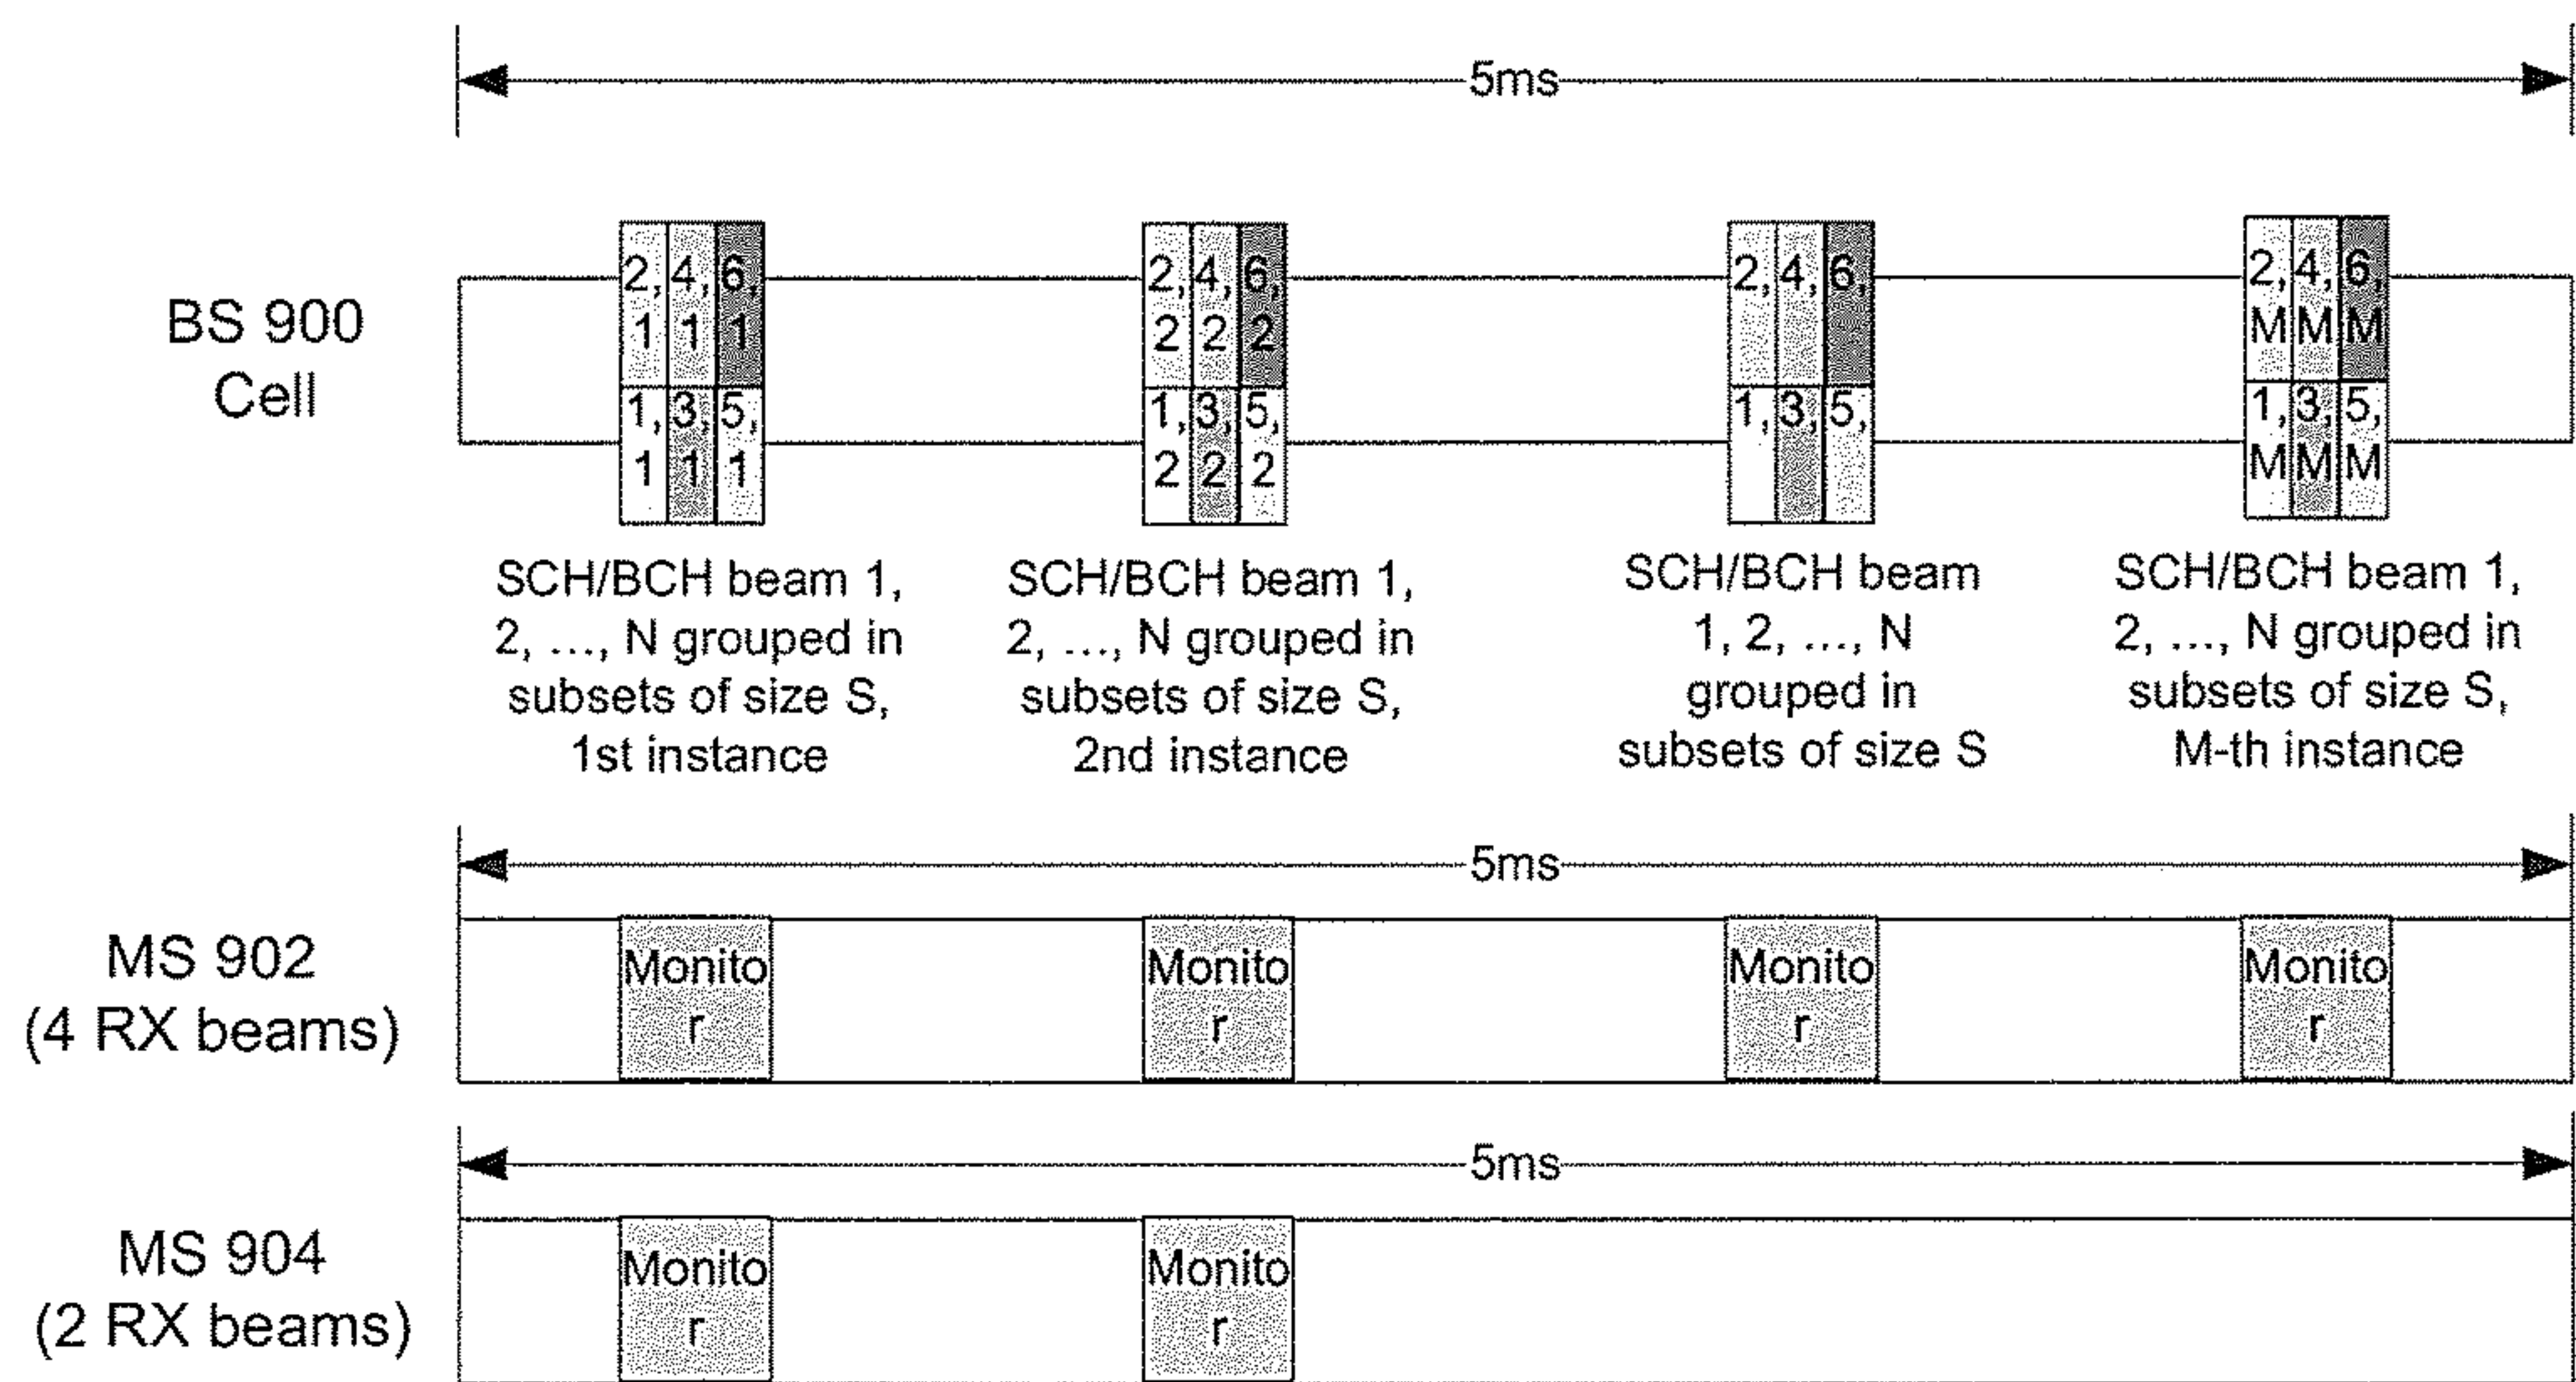 5ms
BS 900
Cell
2, 4, 6,
1 1 1
1, 3, 5,
1 1 1
2, 4, 6,
2 2 2
1, 3, 5,
2 2 2
2, 4, 6,
1, 3, 5,
2, 4, 6,
M M M
1, 3, 5,
M M M
SCH/BCH beam 1,
2, ..., N grouped in
subsets of size S,
1st instance
SCH/BCH beam 1,
2, ..., N grouped in
subsets of size S,
2nd instance
SCH/BCH beam
1, 2, ..., N
grouped in
subsets of size S
SCH/BCH beam 1,
2, ..., N grouped in
subsets of size S,
M-th instance
5ms
MS 902
(4 RX beams)
Monito
r
Monito
r
Monito
r
Monito
r
5ms
MS 904
(2 RX beams)
Monito
r
Monito
r